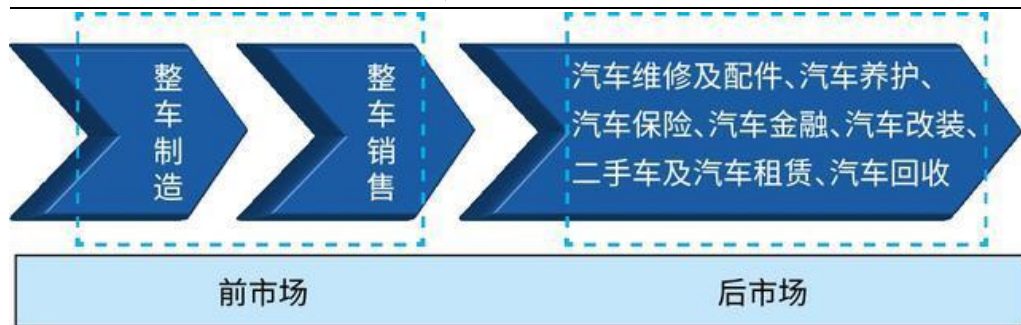 整车制造
整车销售
汽车维修及配件、汽车养护、
汽车保险、汽车金融、汽车改装、
二手车及汽车租赁、汽车回收
前市场
后市场